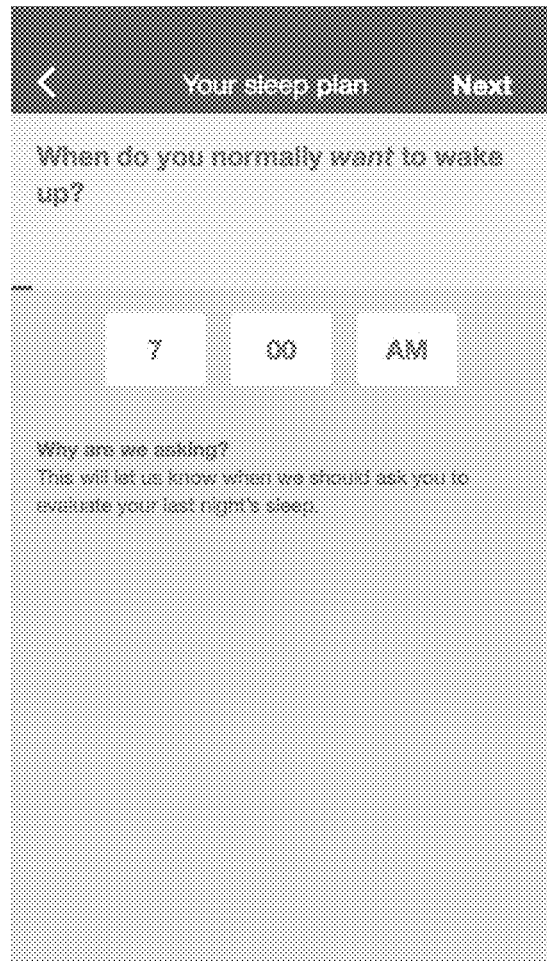 Your sleep plan Next
When do you normally want to wake
up?
7 00 AM
Why are we asking?
This will let us know when we should ask you to
evaluate your last night's sleep.